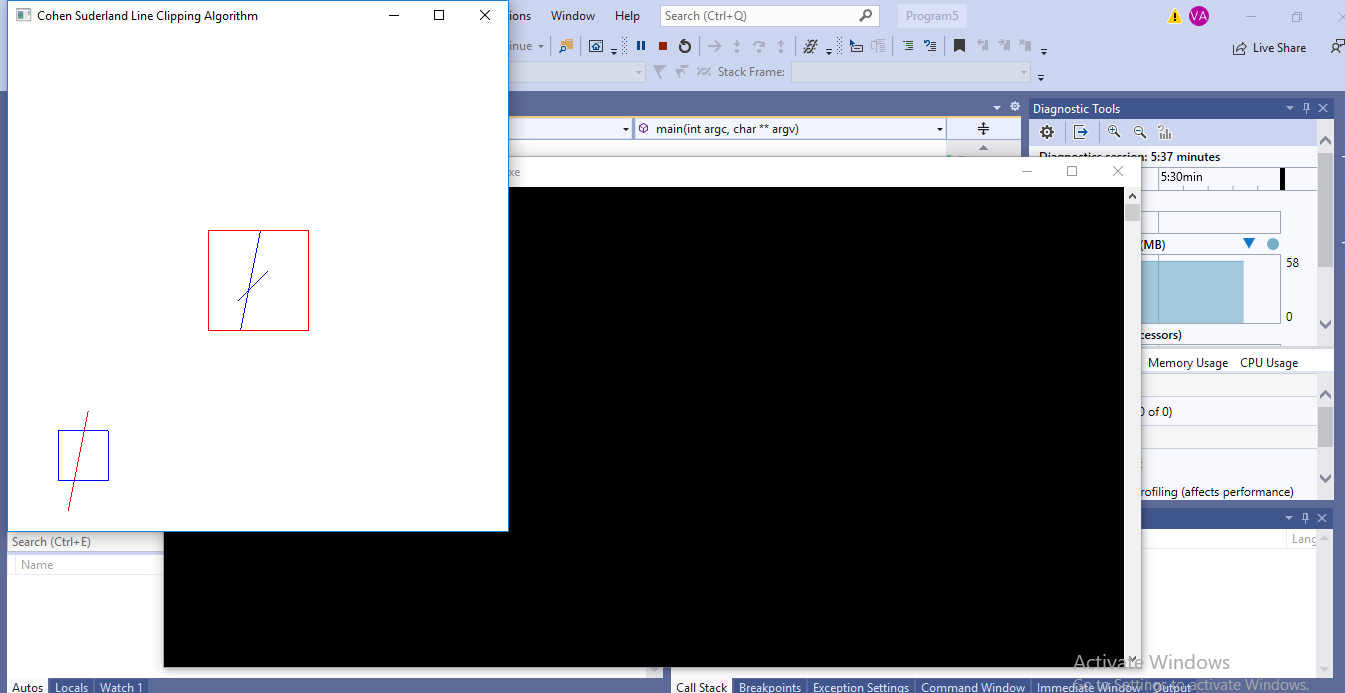 Cohen Suderland Line Clipping Algorithm
ions Window Help Search (Ctrl+Q) Program5 VA
nue Live Share
Stack Frame:
Diagnostic Tools
main(int argc, char ** argv)
Diagnostics session: 5:37 minutes
xe
5:30min
(MB)
58
0
cessors)
Memory Usage CPU Usage
0 of 0)
rofiling (affects performance)
Search (Ctrl+E)
Lang
Name
Activate Windows
Go to Settings to activate Windows.
Autos Locals Watch 1 Call Stack Breakpoints Exception Settings Command Window Immediate Window Output